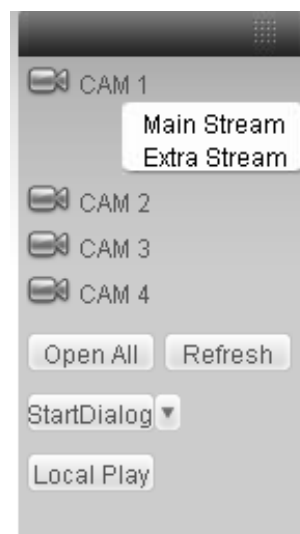 CAM 1
Main Stream
Extra Stream
CAM 2
CAM 3
CAM 4
Open All Refresh
StartDialog
Local Play